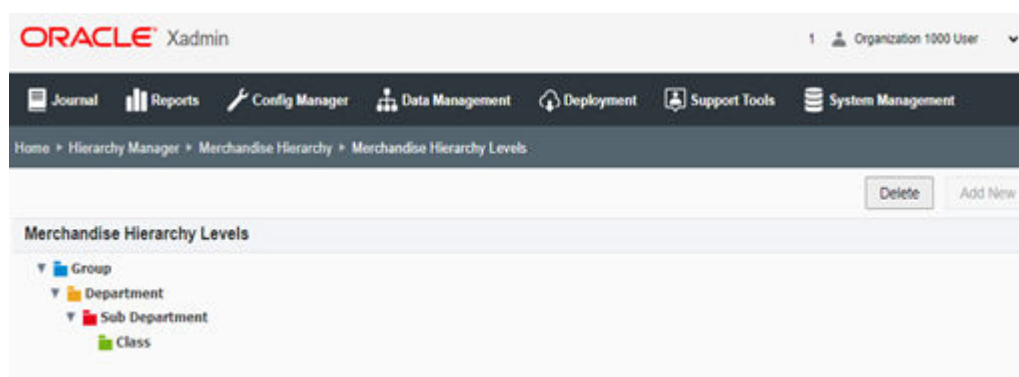 ORACLE Xadmin
1 Organization 1000 User
Journal Reports Config Manager Data Management Deployment Support Tools System Management
Home Hierarchy Manager Merchandise Hierarchy Merchandise Hierarchy Levels
Delete Add New
Merchandise Hierarchy Levels
Group
Department
Sub Department
Class